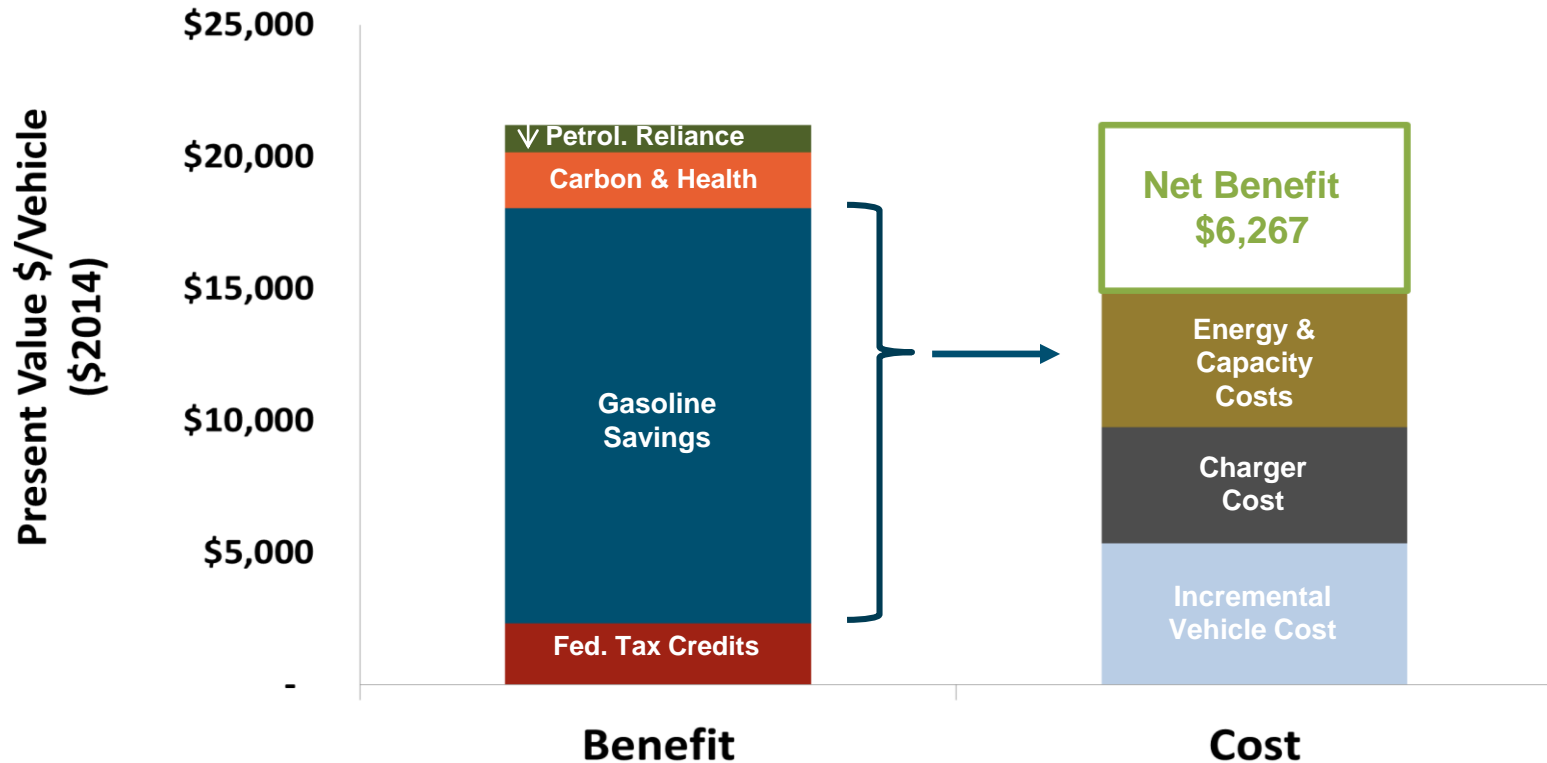 Present Value $/Vehicle
($2014)
$25,000
$20,000
$15,000
$10,000
$5,000
-
Petrol. Reliance
Carbon & Health
Gasoline
Savings
Fed. Tax Credits
Net Benefit
$6,267
Energy &
Capacity
Costs
Charger
Cost
Incremental
Vehicle Cost
Benefit
Cost